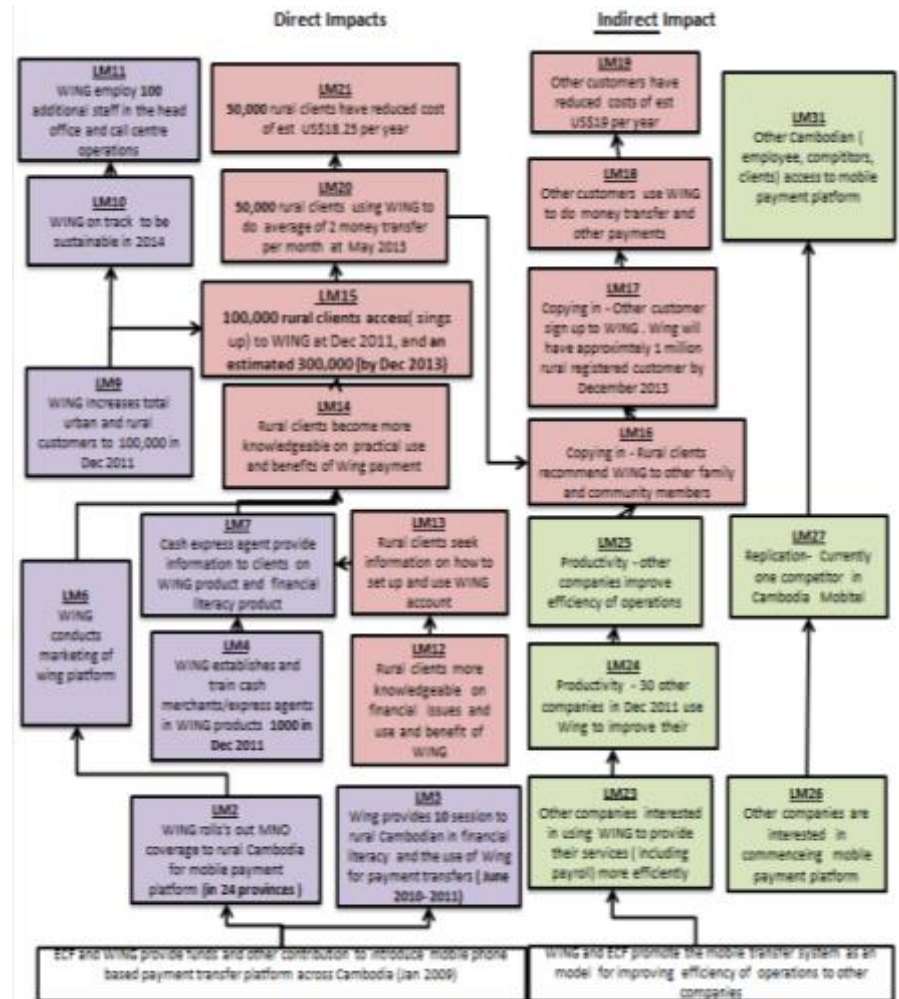 Direct Impacts
Indirect Impact
LM11
WING employ 100
additional staff in the head
office and call centre
operations
LM21
50,000 rural clients have reduced cost
of est US$18.25 per year
LM19
Other customers have
reduced costs of est
US$19 per year
LM31
Other Cambodian (
employee, compititors,
clients) access to mobile
payment platform
LM10
WING on track to be
sustainable in 2014
LM20
50,000 rural clients using WING to
do average of 2 money transfer
per month at May 2013
LM18
Other customers use WING
to do money transfer and
other payments
LM15
100,000 rural clients access( sings
up) to WING at Dec 2011, and an
estimated 300,000 (by Dec 2013)
LM17
Copying in - Other customer
sign up to WING . Wing will
have approximtely 1 million
rural registered customer by
December 2013
LM9
WING increases total
urban and rural
customers to 100,000 in
Dec 2011
LM14
Rural clients become more
knowledgeable on practical use
and benefits of Wing payment
LM16
Copying in - Rural clients
recommend WING to other family
and community members
LM6
WING
conducts
marketing of
wing platform
LM7
Cash express agent provide
information to clients on
WING product and financial
literacy product
LM13
Rural clients seek
information on how to
set up and use WING
account
LM25
Productivity - other
companies improve
efficiency of operations
LM27
Replication- Currently
one competitor in
Cambodia Mobitel
LM4
WING establishes and
train cash
merchants/express agents
in WING products 1000 in
Dec 2011
LM12
Rural clients more
knowledgeable on
financial issues and
use and benefit of
WING
LM24
Productivity - 30 other
companies in Dec 2011 use
Wing to improve their
LM2
WING rolls's out MNO
coverage to rural Cambodia
for mobile payment
platform (in 24 provinces )
LM3
Wing provides 10 session to
rural Cambodian in financial
literacy and the use of Wing
for payment transfers ( June
2010- 2011)
LM23
Other companies interested
in using WING to provide
their services ( including
payrol) more efficiently
LM26
Other companies are
interested in
commenceing mobile
payment platform
ECF and WING provide funds and other contribution to introduce mobile phone
based payment transfer platform across Cambodia (Jan 2009)
WING and ECF promote the mobile transfer system as an
model for improving efficiency of operations to other
companies